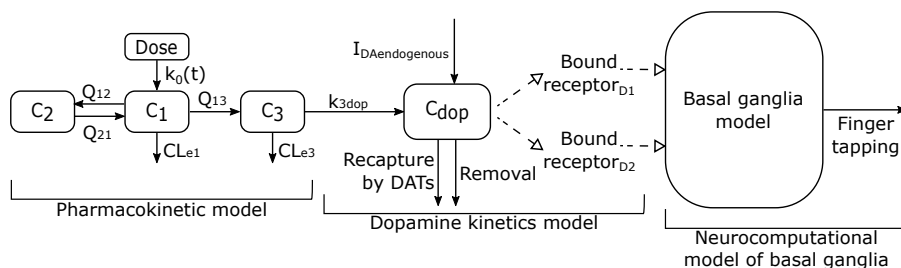 Dose
k0(t)
C2
Q12
Q21
C1
Q13
C3
CLe1
CLe3
k3dop
IDAendogenous
Cdop
Recapture
by DATs
Removal
Bound
receptorD1
Bound
receptorD2
Basal ganglia
model
Finger
tapping
Pharmacokinetic model
Dopamine kinetics model
Neurocomputational
model of basal ganglia